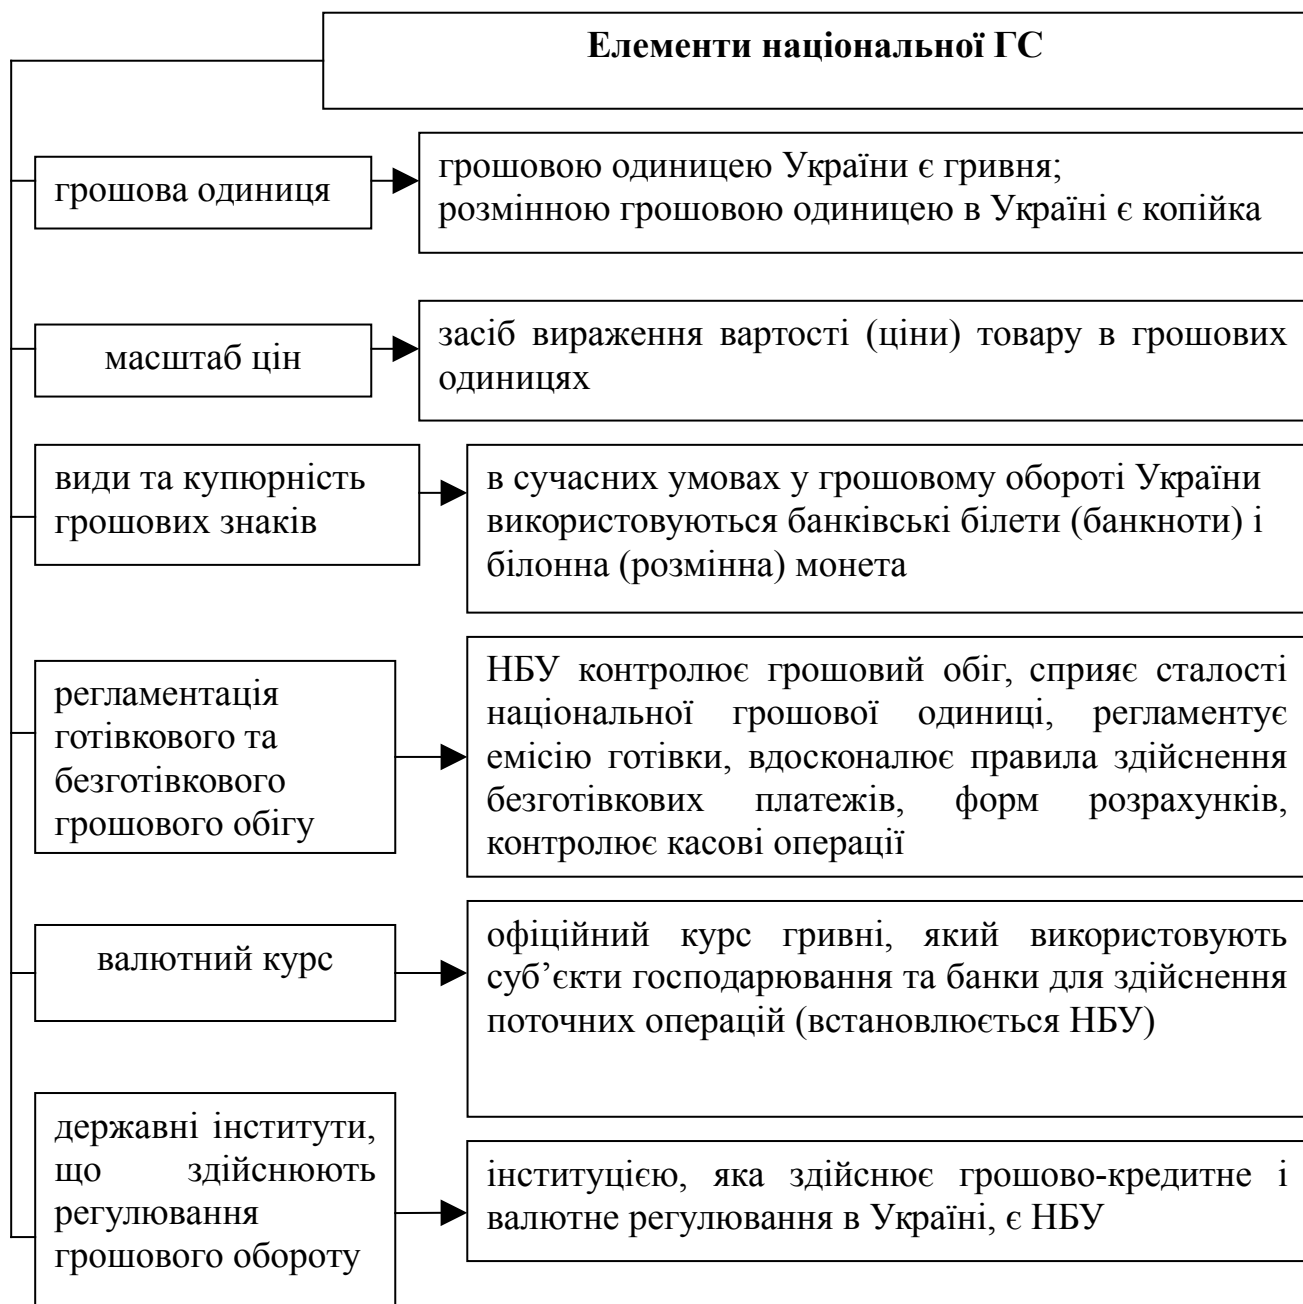 Елементи національної ГС
грошова одиниця
грошовою одиницею України є гривня;
розмінною грошовою одиницею в Україні є копійка
масштаб цін
засіб вираження вартості (ціни) товару в грошових
одиницях
види та купюрність
грошових знаків
в сучасних умовах у грошовому обороті України
використовуються банківські білети (банкноти) і
білонна (розмінна) монета
регламентація
готівкового та
безготівкового
грошового обігу
НБУ контролює грошовий обіг, сприяє сталості
національної грошової одиниці, регламентує
емісію готівки, вдосконалює правила здійснення
безготівкових платежів, форм розрахунків,
контролює касові операції
валютний курс
офіційний курс гривні, який використовують
суб’єкти господарювання та банки для здійснення
поточних операцій (встановлюється НБУ)
державні інститути,
що здійснюють
регулювання
грошового обороту
інституцією, яка здійснює грошово-кредитне і
валютне регулювання в Україні, є НБУ